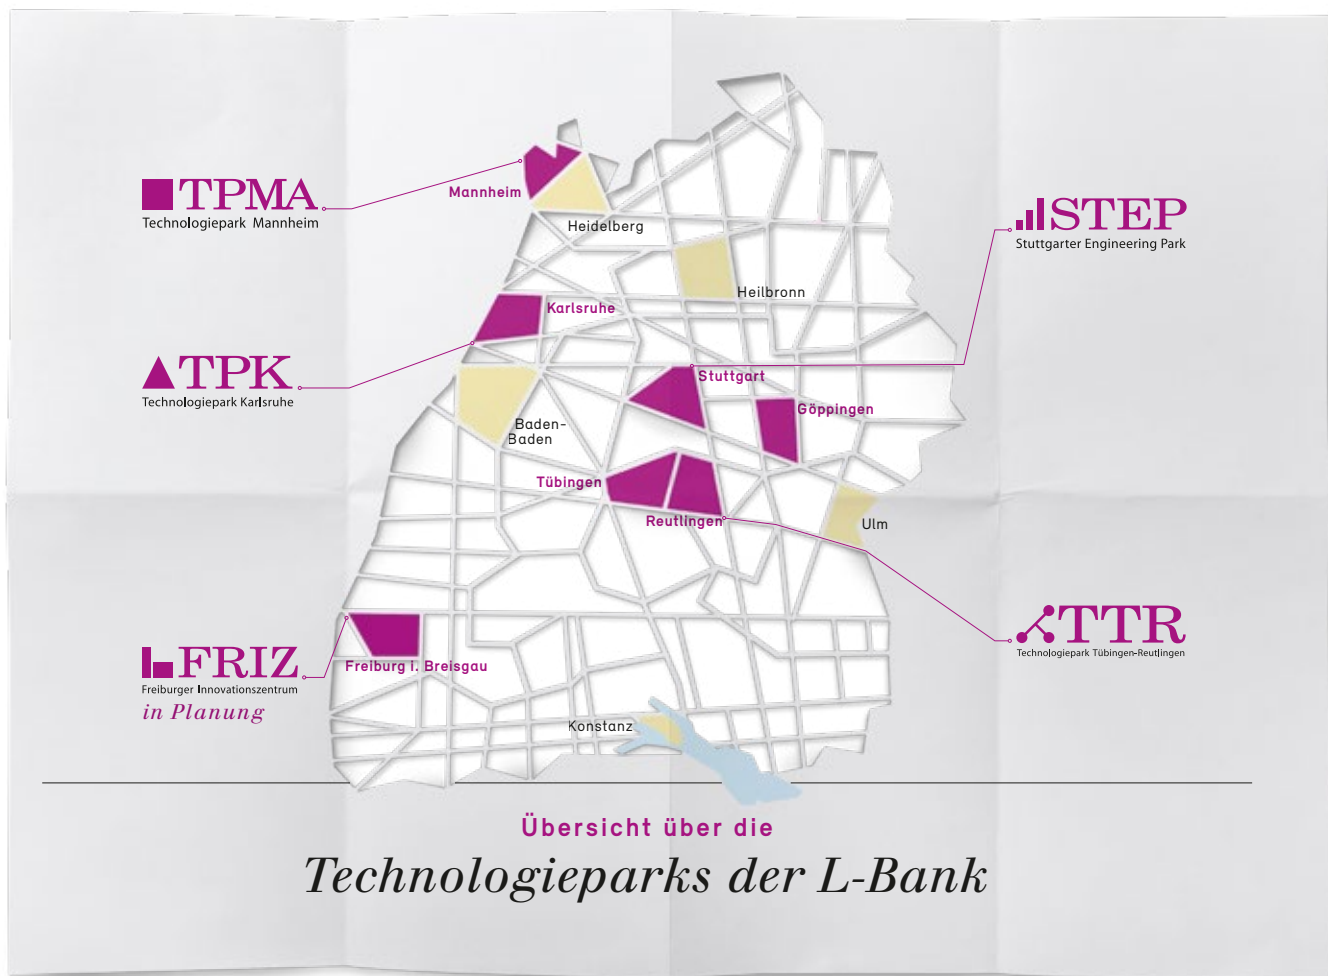 TPMA
Technologiepark Mannheim
Mannheim
Heidelberg
STEP
Stuttgarter Engineering Park
Heilbronn
Karlsruhe
TPK
Technologiepark Karlsruhe
Stuttgart
Göppingen
Baden-
Baden
Tübingen
Reutlingen
Ulm
TTR
Technologiepark Tübingen-Reutlingen
FRIZ
Freiburger Innovationszentrum
in Planung
Freiburg i. Breisgau
Konstanz
Übersicht über die
Technologieparks der L-Bank